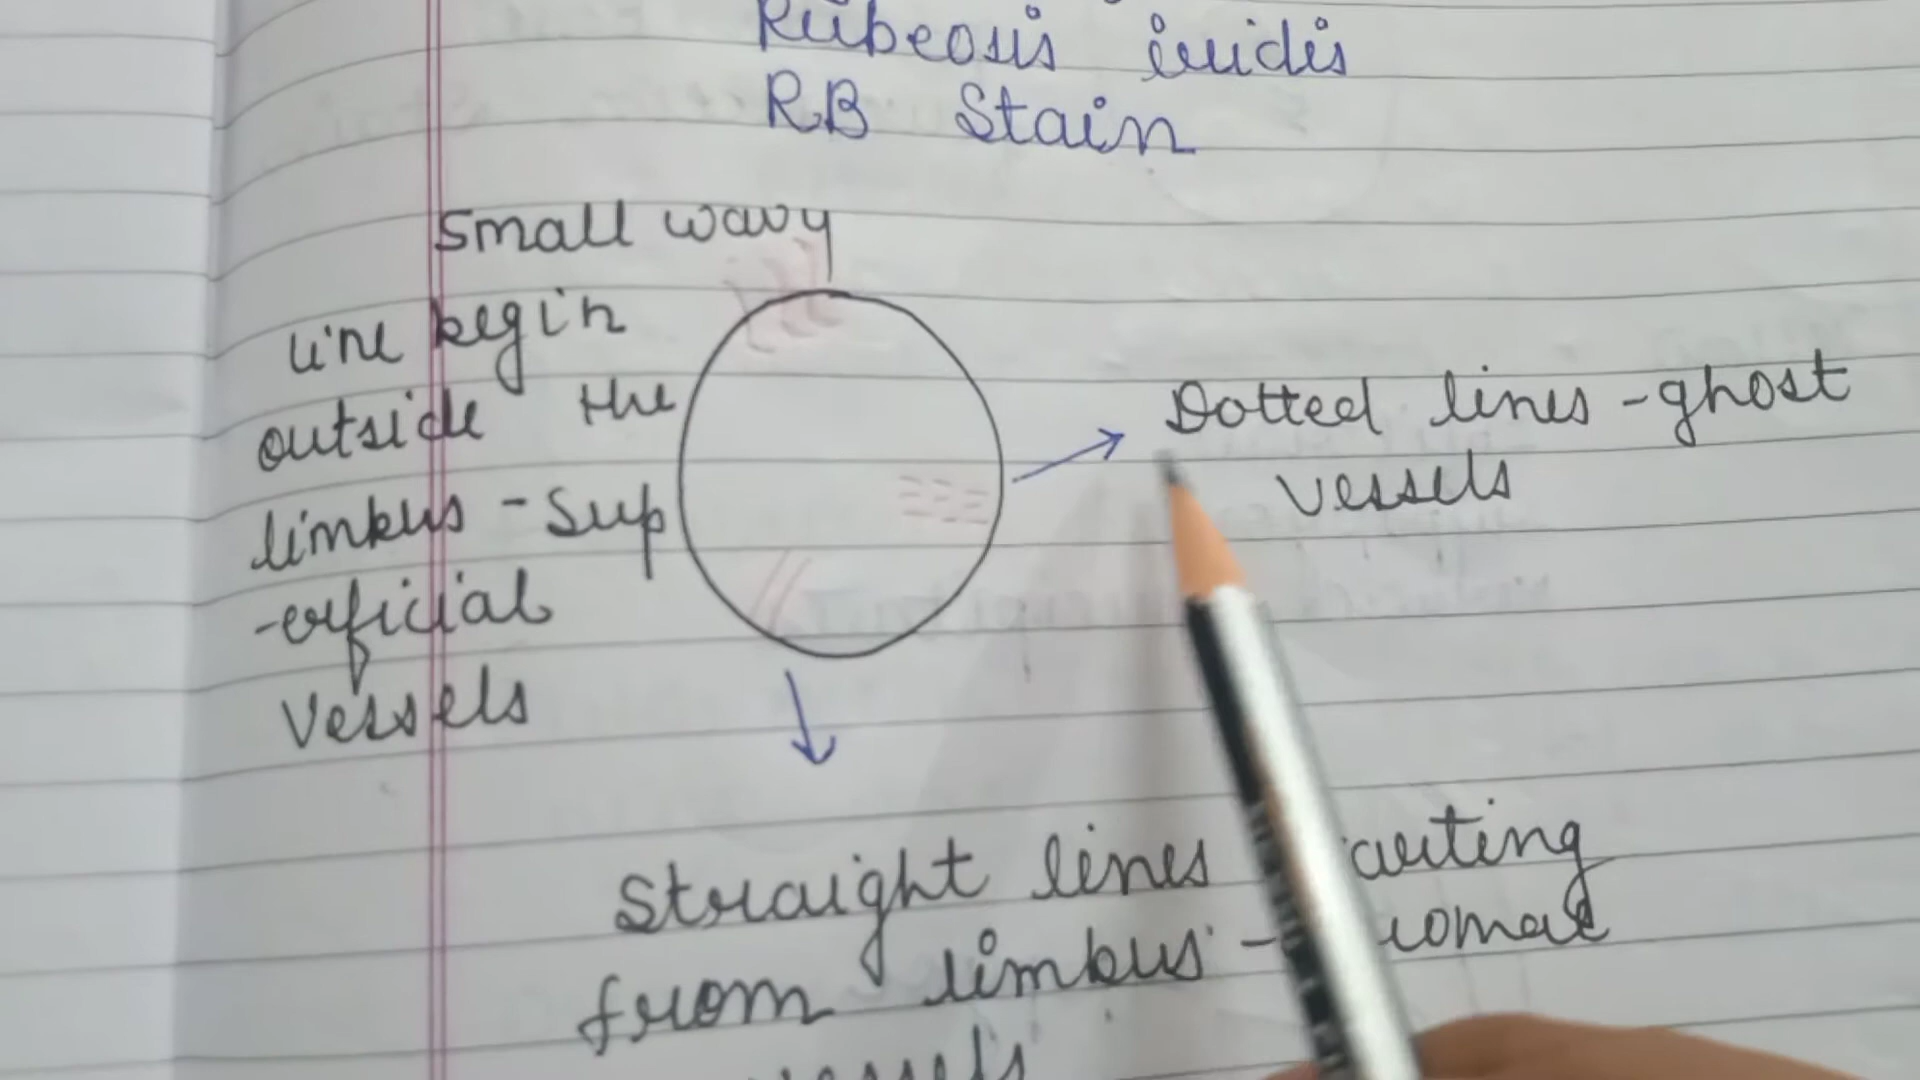 Rubeosis iridis
RB Stain
Small wavy
line begin
outside the
limbus - Sup
-erficial
vessels
Dotted lines - ghost
vessels
Straight lines
from limbus -
vessels